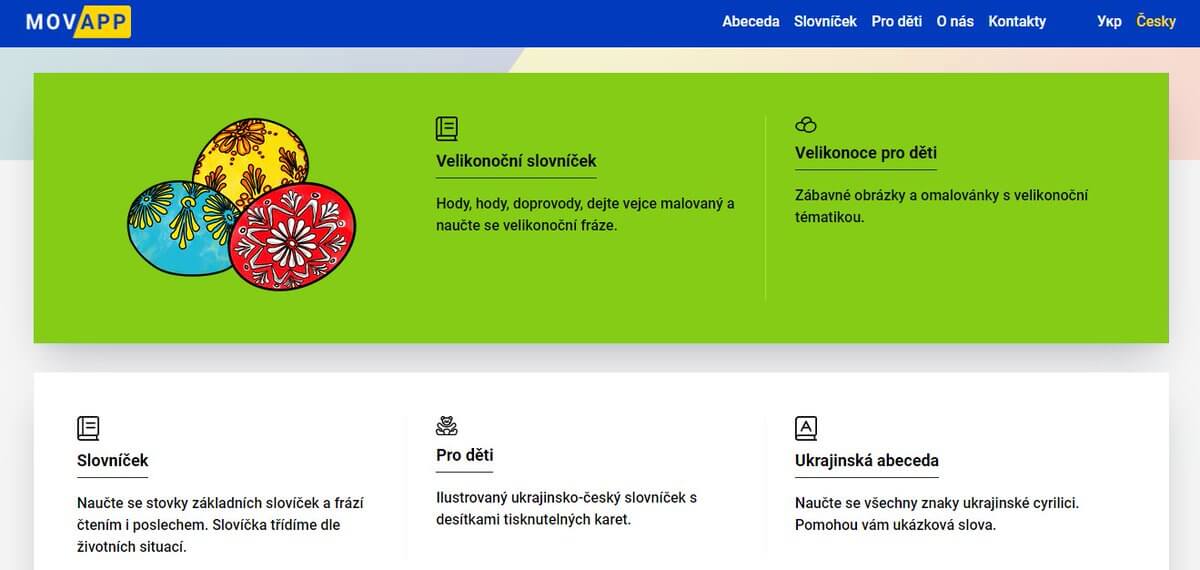 MOVAPP
Abeceda Slovníček Pro děti O nás Kontakty Укр Česky
Velikonoční slovníček
Hody, hody, doprovody, dejte vejce malovaný a
naučte se velikonoční fráze.
Velikonoce pro děti
Zábavné obrázky a omalovánky s velikonoční
tématikou.
Slovníček
Naučte se stovky základních slovíček a frází
čtením i poslechem. Slovíčka třídíme dle
životních situací.
Pro děti
Ilustrovaný ukrajinsko-český slovníček s
desítkami tisknutelných karet.
Ukrajinská abeceda
Naučte se všechny znaky ukrajinské cyrilici.
Pomohou vám ukázková slova.